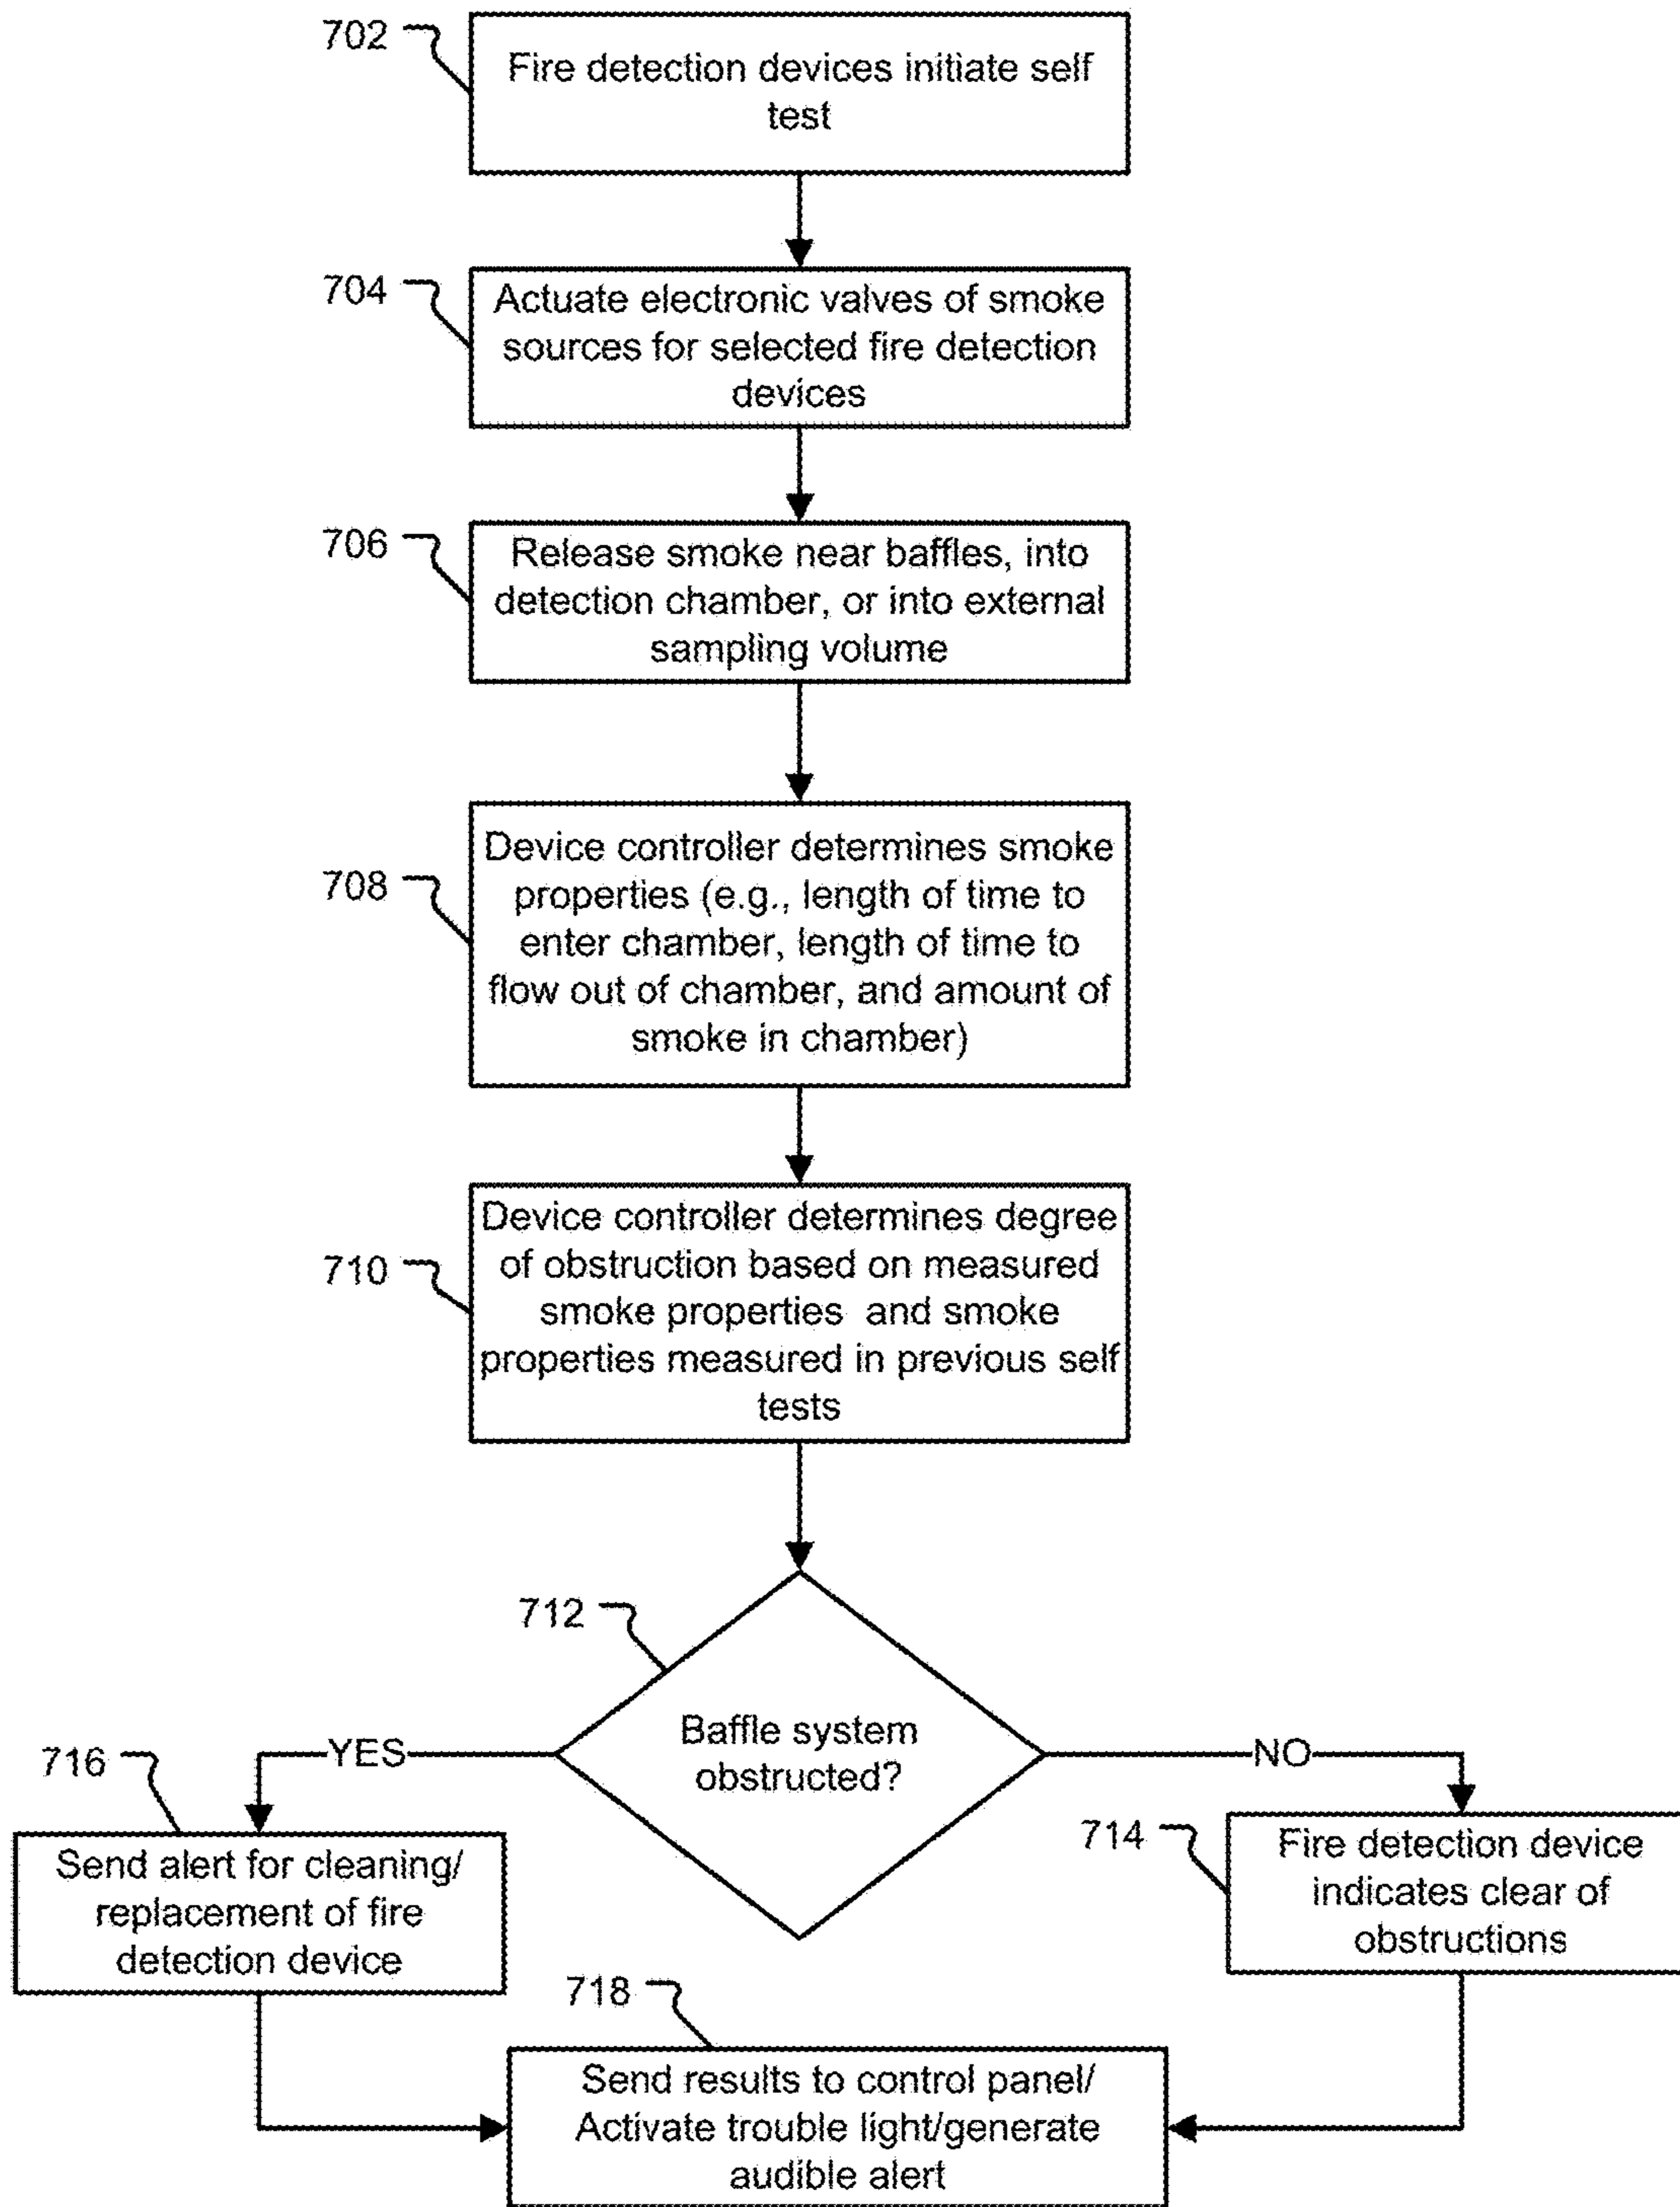 702
Fire detection devices initiate self
test
704
Actuate electronic valves of smoke
sources for selected fire detection
devices
706
Release smoke near baffles, into
detection chamber, or into external
sampling volume
708
Device controller determines smoke
properties (e.g., length of time to
enter chamber, length of time to
flow out of chamber, and amount of
smoke in chamber)
710
Device controller determines degree
of obstruction based on measured
smoke properties and smoke
properties measured in previous self
tests
712
Baffle system
obstructed?
YES
NO
716
Send alert for cleaning/
replacement of fire
detection device
714
Fire detection device
indicates clear of
obstructions
718
Send results to control panel/
Activate trouble light/generate
audible alert